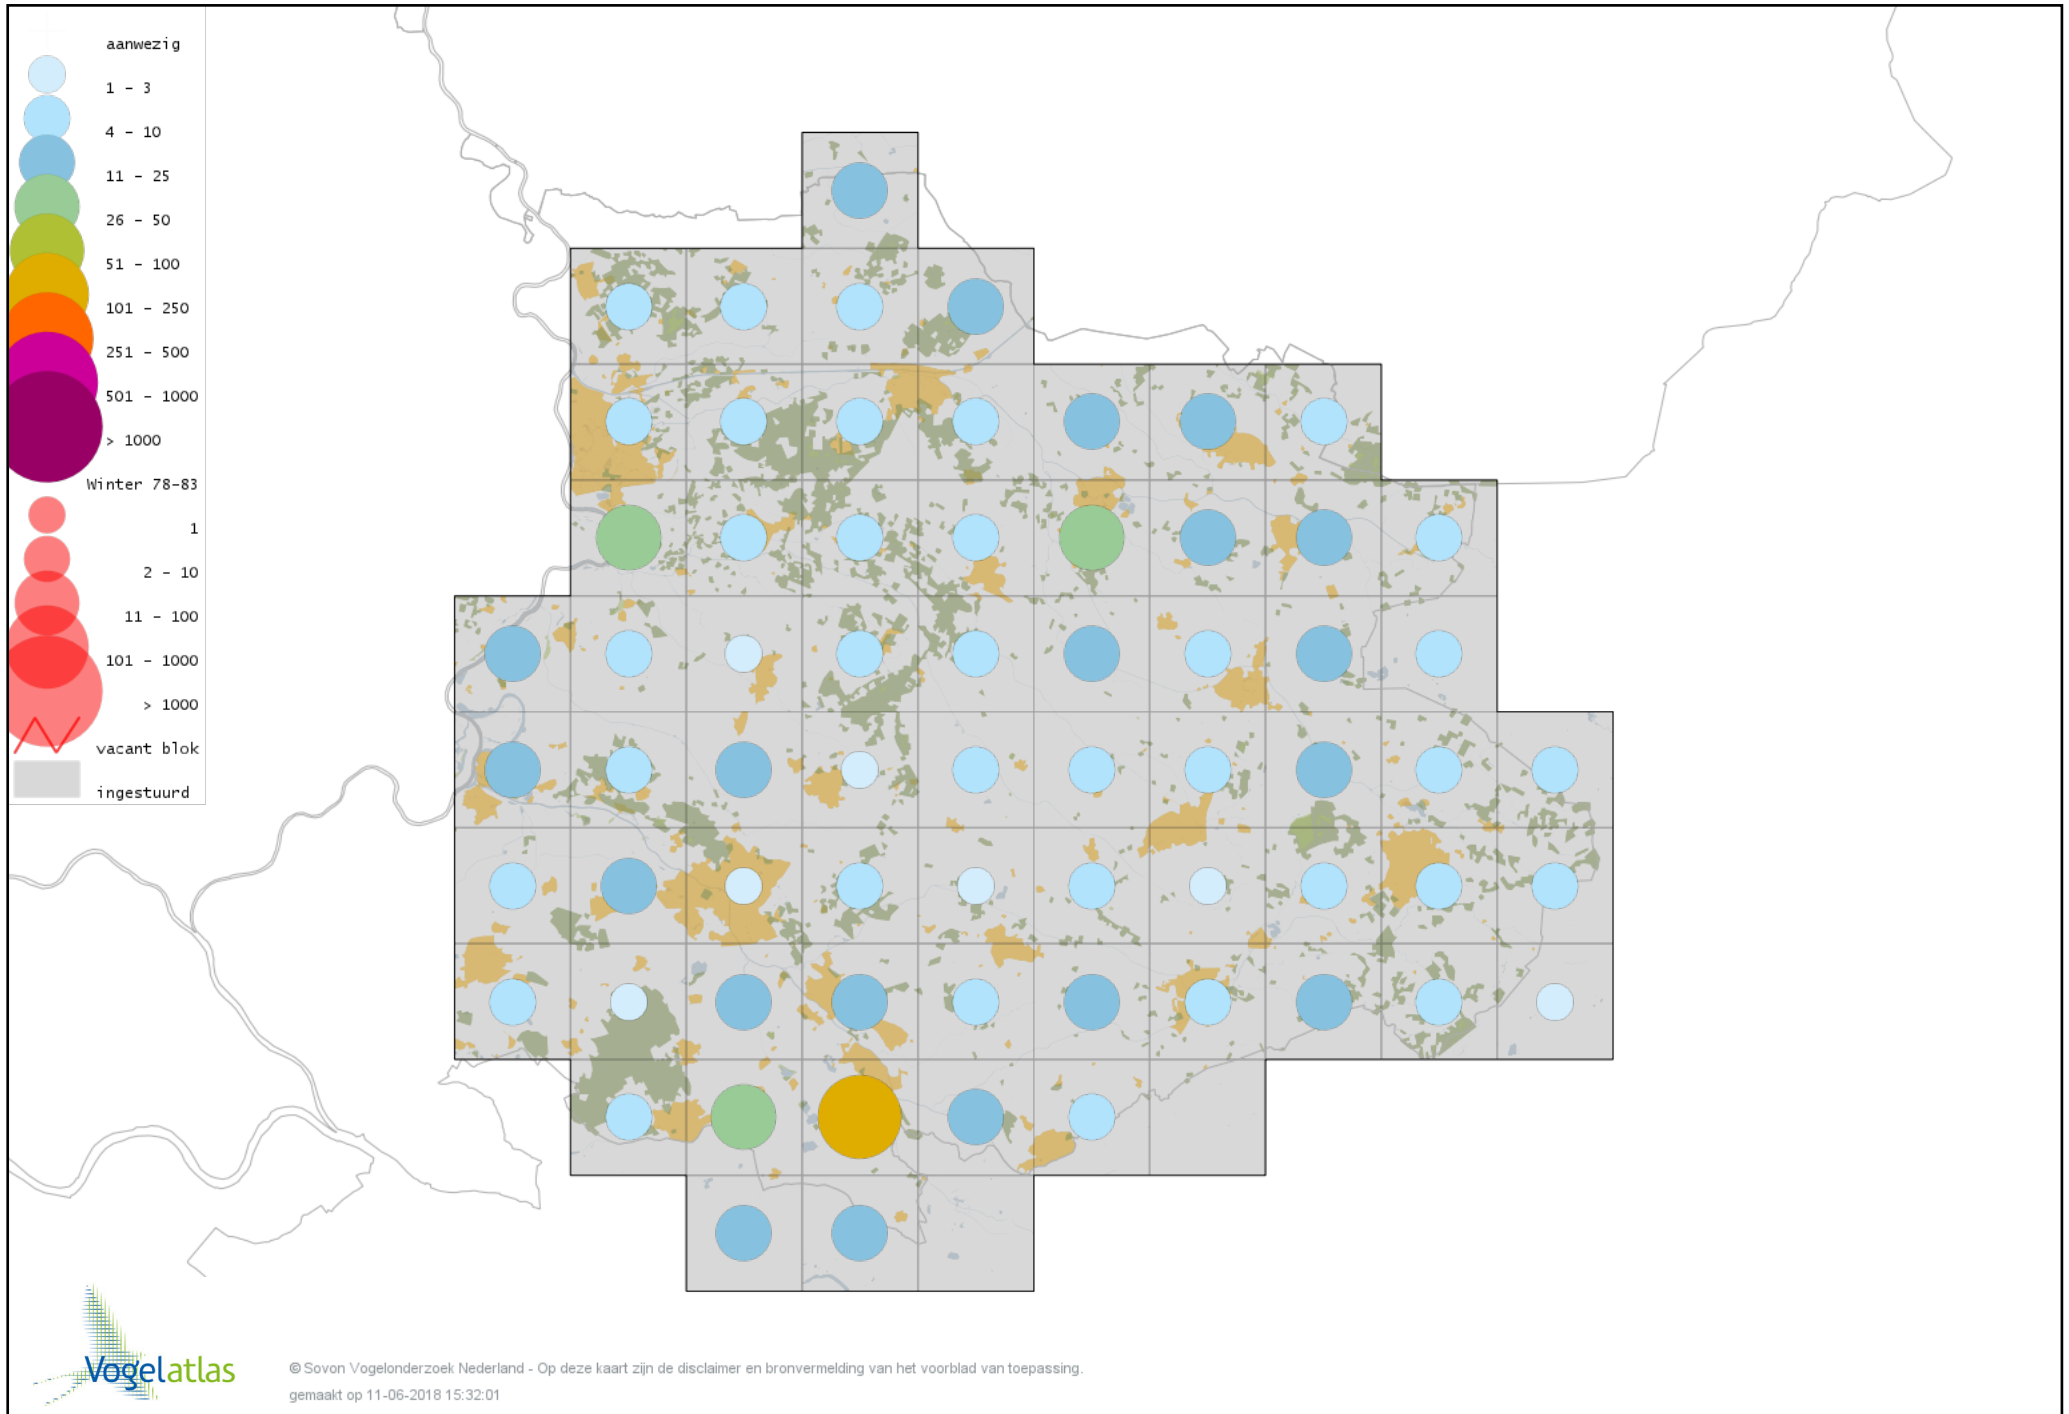 aanwezig
1 – 3
4 – 10
11 – 25
26 – 50
51 – 100
101 – 250
251 – 500
501 – 1000
> 1000
Winter 78-83
1
2 – 10
11 – 100
101 – 1000
> 1000
vacant blok
ingestuurd
Vogelatlas
© Sovon Vogelonderzoek Nederland - Op deze kaart zijn de disclaimer en bronvermelding van het voorblad van toepassing.
gemaakt op 11-06-2018 15:32:01